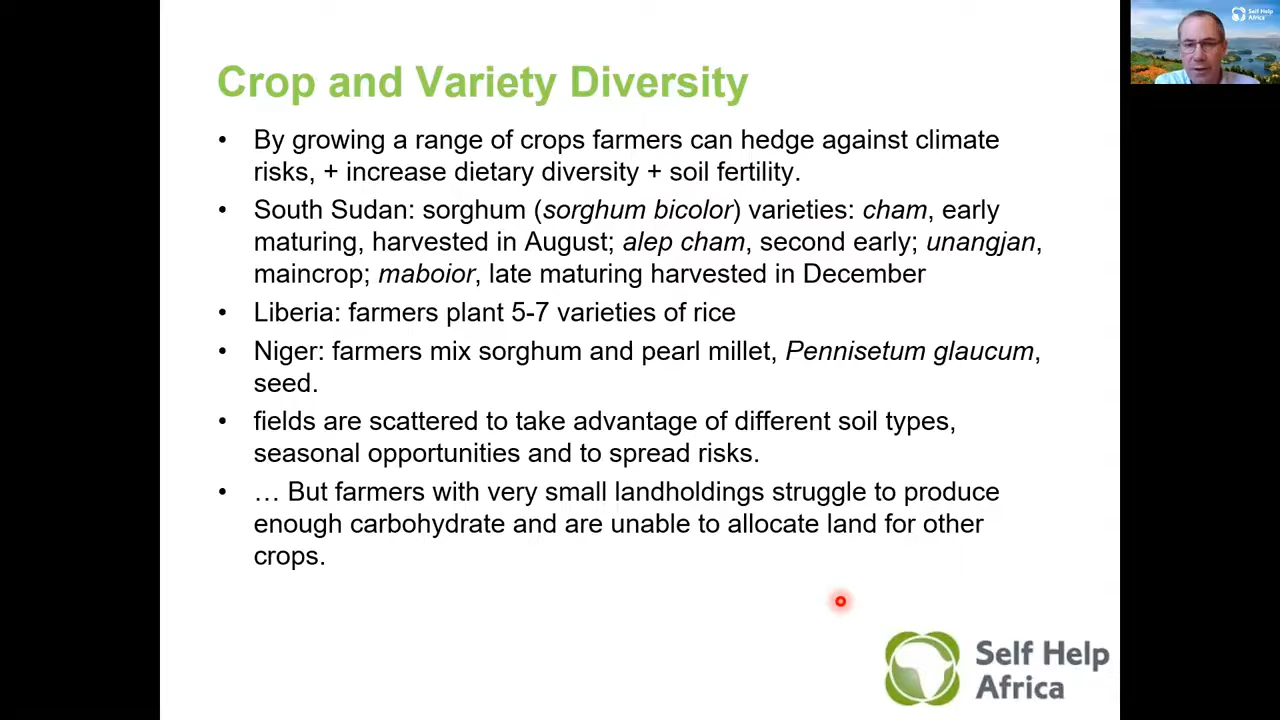 Crop and Variety Diversity
• By growing a range of crops farmers can hedge against climate
risks, + increase dietary diversity + soil fertility.
• South Sudan: sorghum (sorghum bicolor) varieties: cham, early
maturing, harvested in August; alep cham, second early; unangjan,
maincrop; maboior, late maturing harvested in December
• Liberia: farmers plant 5-7 varieties of rice
• Niger: farmers mix sorghum and pearl millet, Pennisetum glaucum,
seed.
• fields are scattered to take advantage of different soil types,
seasonal opportunities and to spread risks.
• … But farmers with very small landholdings struggle to produce
enough carbohydrate and are unable to allocate land for other
crops.
Self Help
Africa
Self Help
Africa